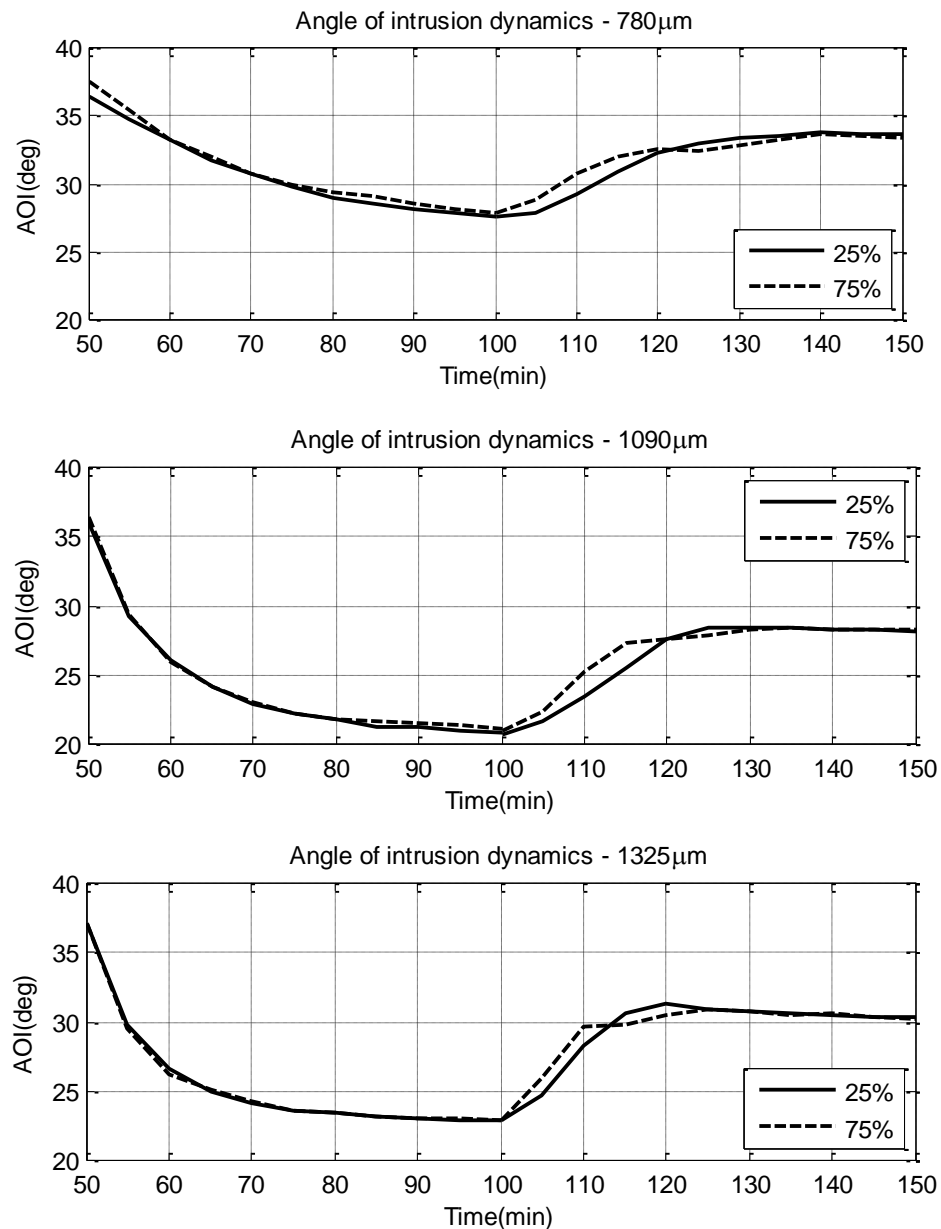 Angle of intrusion dynamics - 780μm
40
35
30
25
20
AOI(deg)
25%
75%
50 60 70 80 90 100 110 120 130 140 150
Time(min)
Angle of intrusion dynamics - 1090μm
40
35
30
25
20
AOI(deg)
25%
75%
50 60 70 80 90 100 110 120 130 140 150
Time(min)
Angle of intrusion dynamics - 1325μm
40
35
30
25
20
AOI(deg)
25%
75%
50 60 70 80 90 100 110 120 130 140 150
Time(min)